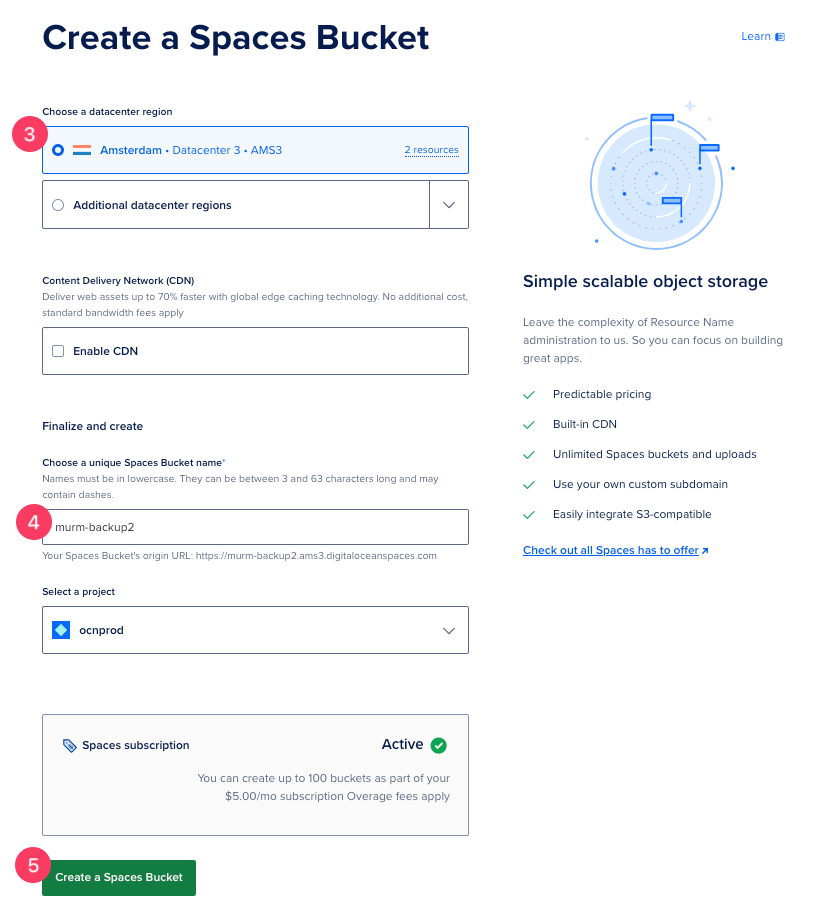 Create a Spaces Bucket
Learn
Choose a datacenter region
3
Amsterdam • Datacenter 3 • AMS3
2 resources
Additional datacenter regions
Content Delivery Network (CDN)
Deliver web assets up to 70% faster with global edge caching technology. No additional cost,
standard bandwidth fees apply
Enable CDN
Finalize and create
Choose a unique Spaces Bucket name*
Names must be in lowercase. They can be between 3 and 63 characters long and may
contain dashes.
4
murm-backup2
Your Spaces Bucket's origin URL: https://murm-backup2.ams3.digitaloceanspaces.com
Select a project
ocnprod
Spaces subscription
Active
You can create up to 100 buckets as part of your
$5.00/mo subscription Overage fees apply
5
Create a Spaces Bucket
Simple scalable object storage
Leave the complexity of Resource Name
administration to us. So you can focus on building
great apps.
Predictable pricing
Built-in CDN
Unlimited Spaces buckets and uploads
Use your own custom subdomain
Easily integrate S3-compatible
Check out all Spaces has to offer